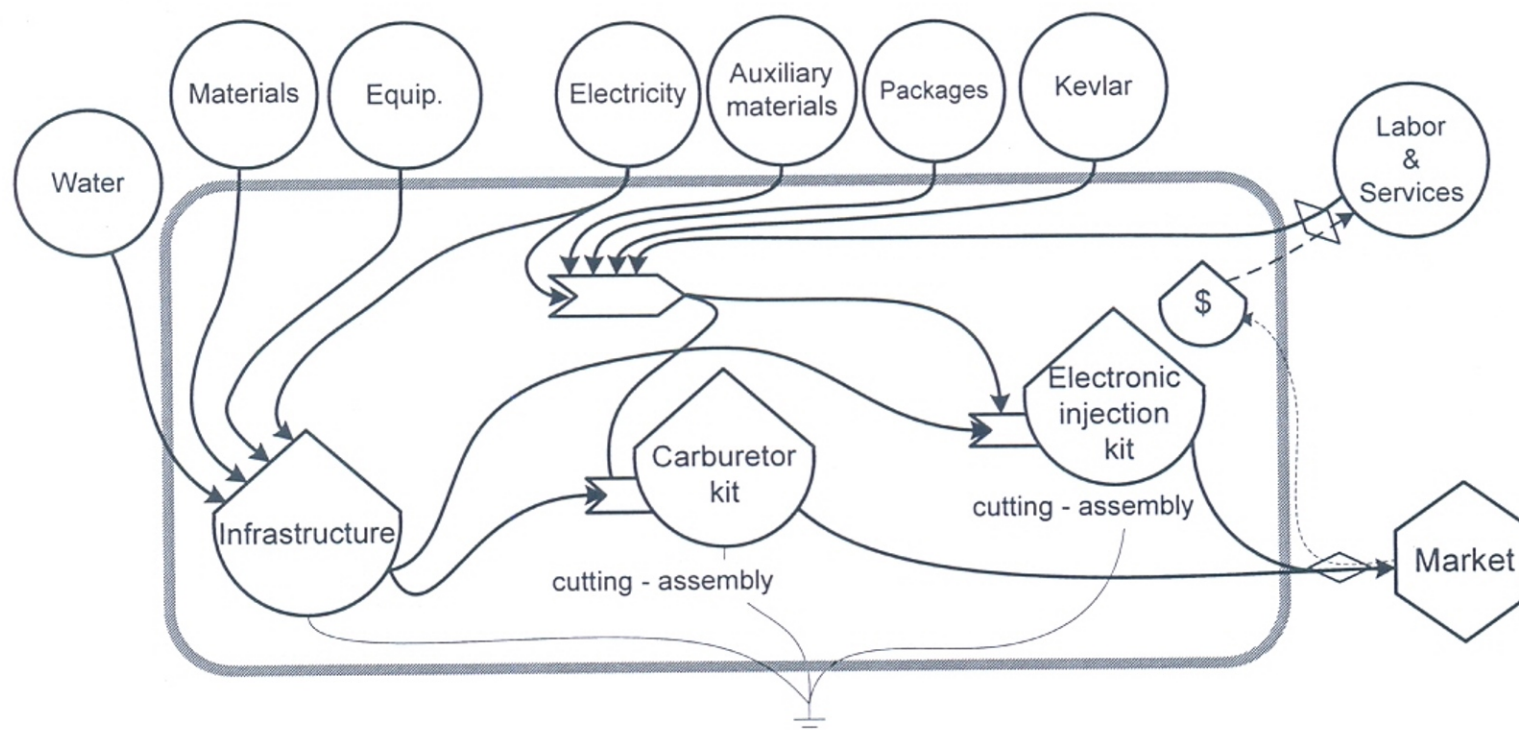 Water
Materials
Equip.
Electricity
Auxiliary
materials
Packages
Kevlar
Labor
&
Services
$
Electronic
injection
kit
Carburetor
kit
cutting - assembly
Infrastructure
cutting - assembly
Market